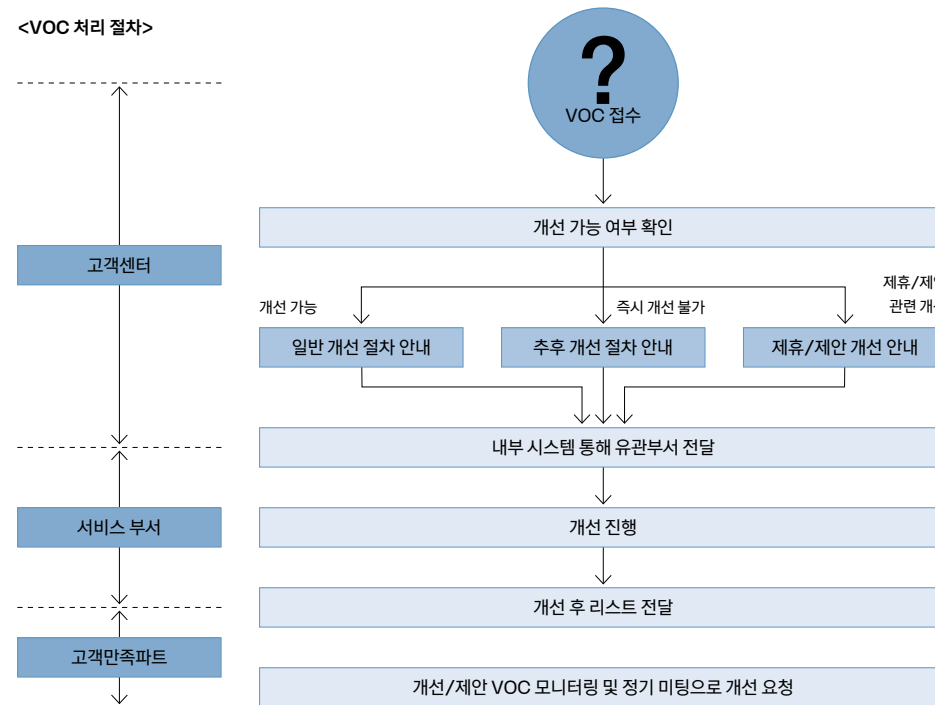 <VOC 처리 절차>
?
VOC 접수
개선 가능 여부 확인
고객센터
개선 가능
즉시 개선 불가
관련
일반 개선 절차 안내
추후 개선 절차 안내
제휴/제안 개선 안내
내부 시스템 통해 유관부서 전달
서비스 부서
개선 진행
개선 후 리스트 전달
고객만족파트
개선/제안 VOC 모니터링 및 정기 미팅으로 개선 요청